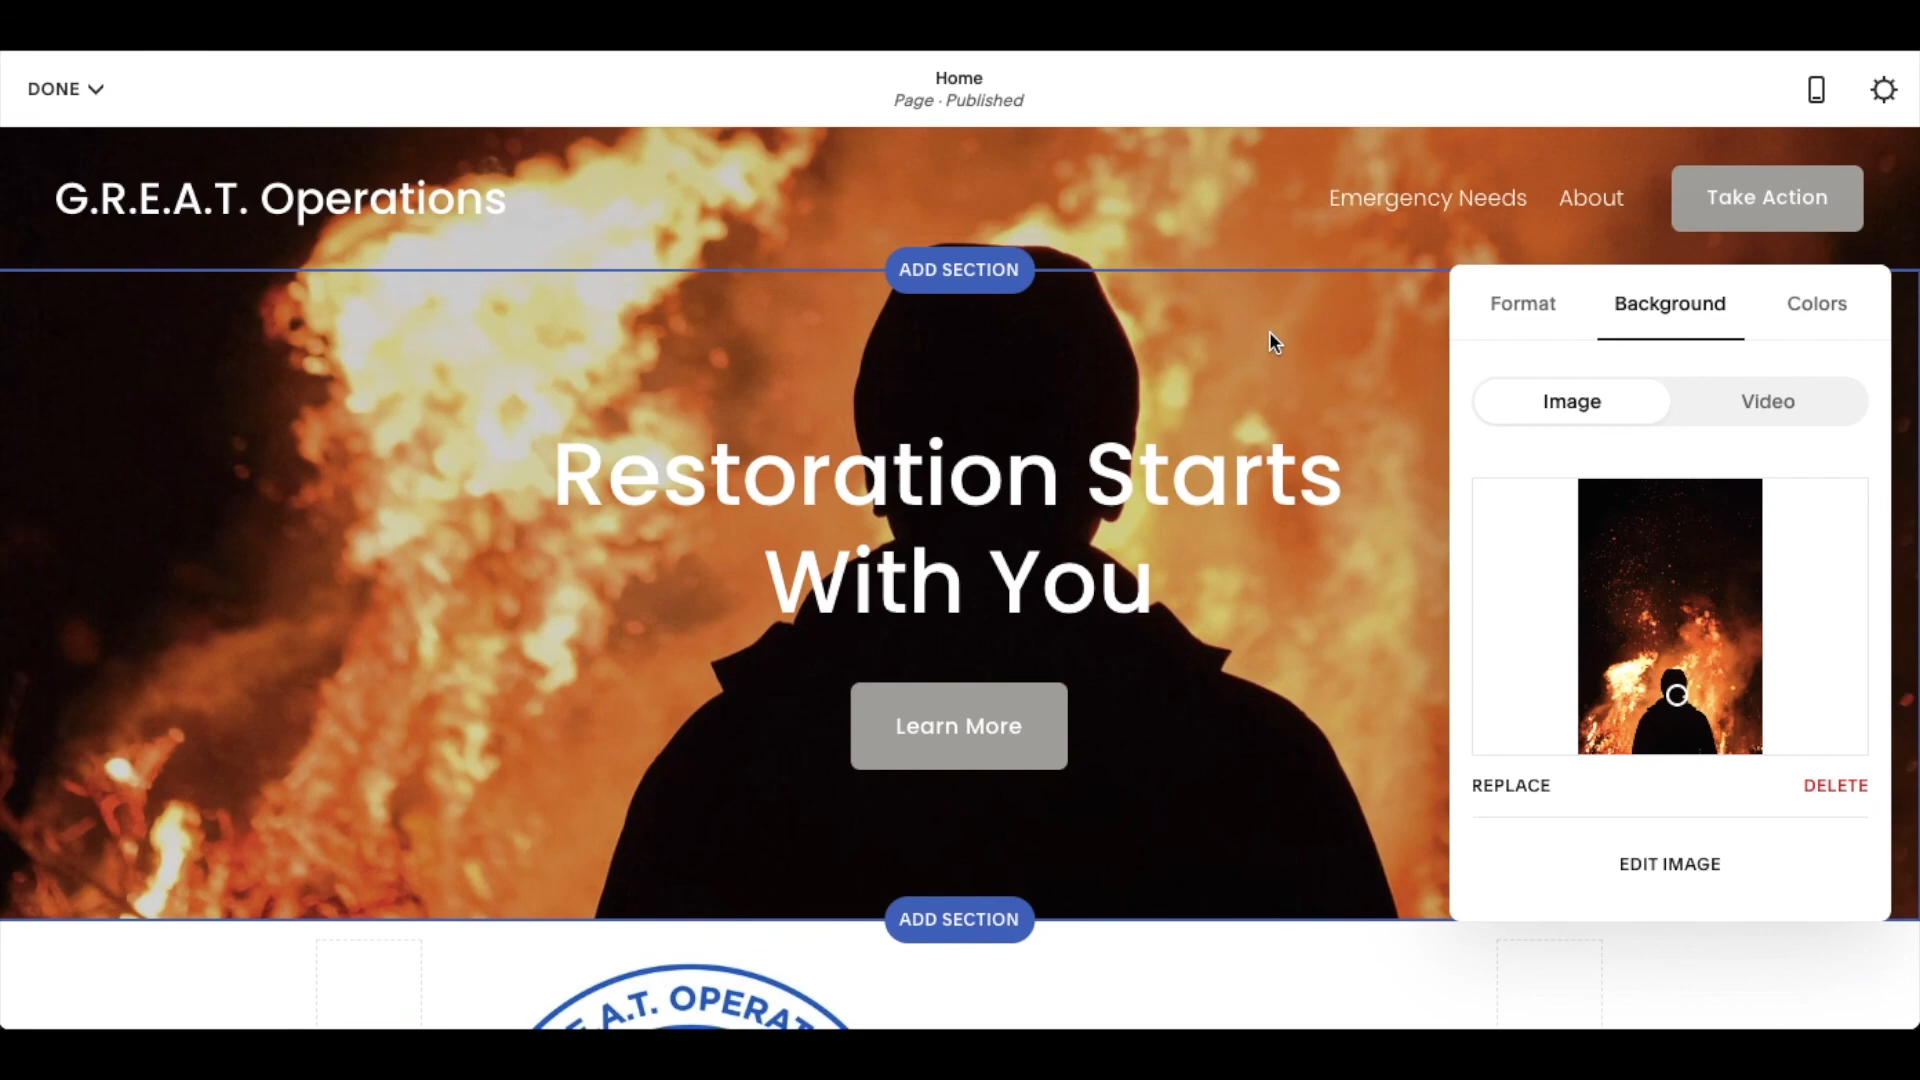 DONE
Home
Page · Published
G.R.E.A.T. Operations
Emergency Needs
About
Take Action
ADD SECTION
Format
Background
Colors
Image
Video
Restoration Starts
With You
Learn More
REPLACE
DELETE
EDIT IMAGE
ADD SECTION
E.A.T. OPERAT